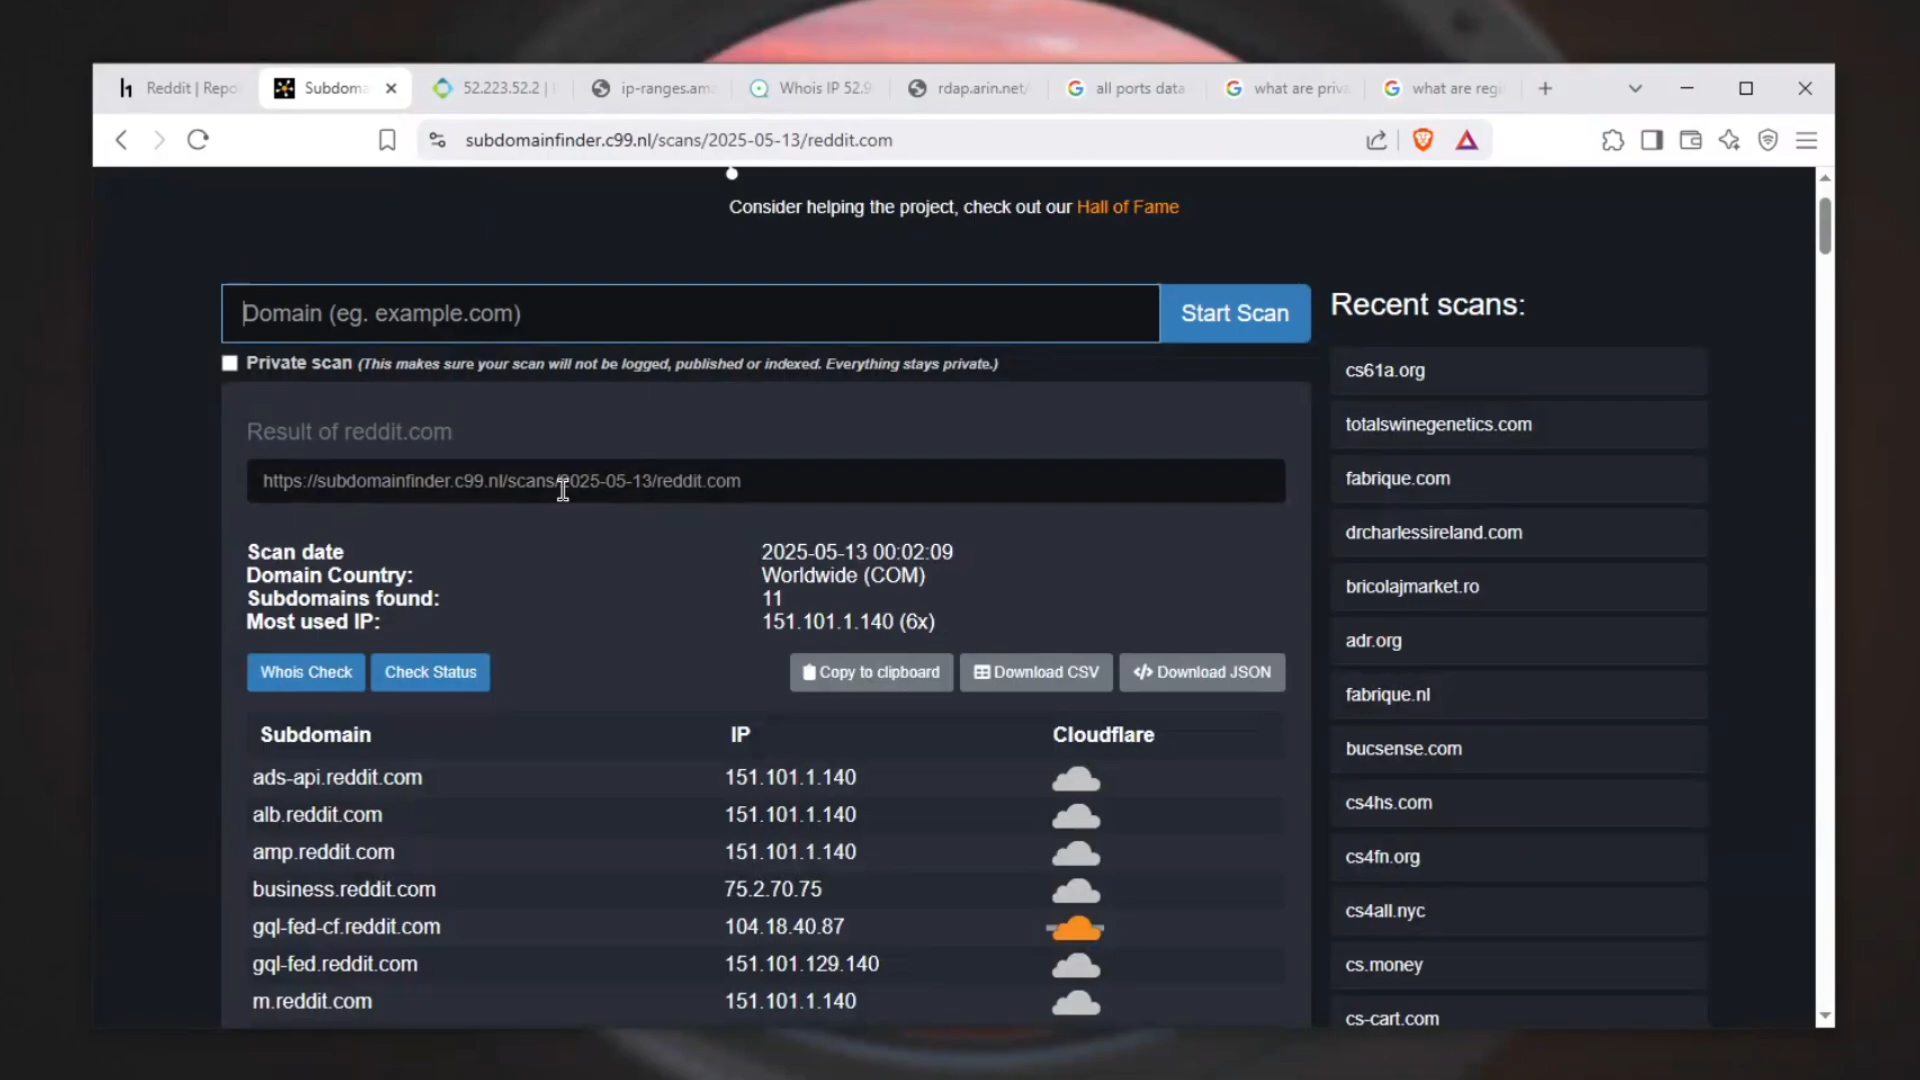 Reddit | Repo
Subdoma
52.223.52.2 |
ip-ranges.ama
Whois IP 52.9
rdap.arin.net/
all ports data
what are priva
what are regi
subdomainfinder.c99.nl/scans/2025-05-13/reddit.com
Consider helping the project, check out our Hall of Fame
Domain (eg. example.com)
Start Scan
Private scan (This makes sure your scan will not be logged, published or indexed. Everything stays private.)
Result of reddit.com
https://subdomainfinder.c99.nl/scans/2025-05-13/reddit.com
Scan date 2025-05-13 00:02:09
Domain Country: Worldwide (COM)
Subdomains found: 11
Most used IP: 151.101.1.140 (6x)
Whois Check
Check Status
Copy to clipboard
Download CSV
Download JSON
Subdomain IP Cloudflare
ads-api.reddit.com 151.101.1.140
alb.reddit.com 151.101.1.140
amp.reddit.com 151.101.1.140
business.reddit.com 75.2.70.75
gql-fed-cf.reddit.com 104.18.40.87
gql-fed.reddit.com 151.101.129.140
m.reddit.com 151.101.1.140
Recent scans:
cs61a.org
totalswinegenetics.com
fabrique.com
drcharlessireland.com
bricolajmarket.ro
adr.org
fabrique.nl
bucsense.com
cs4hs.com
cs4fn.org
cs4all.nyc
cs.money
cs-cart.com